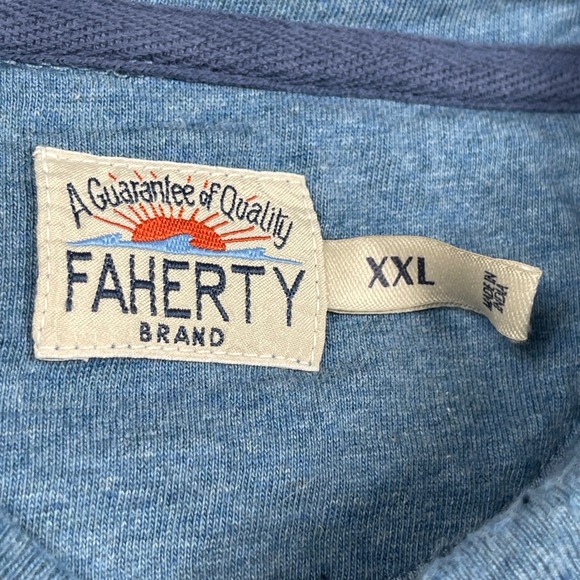 A Guarantee of Quality
FAHERTY
BRAND
XXL
MADE IN
INDIA